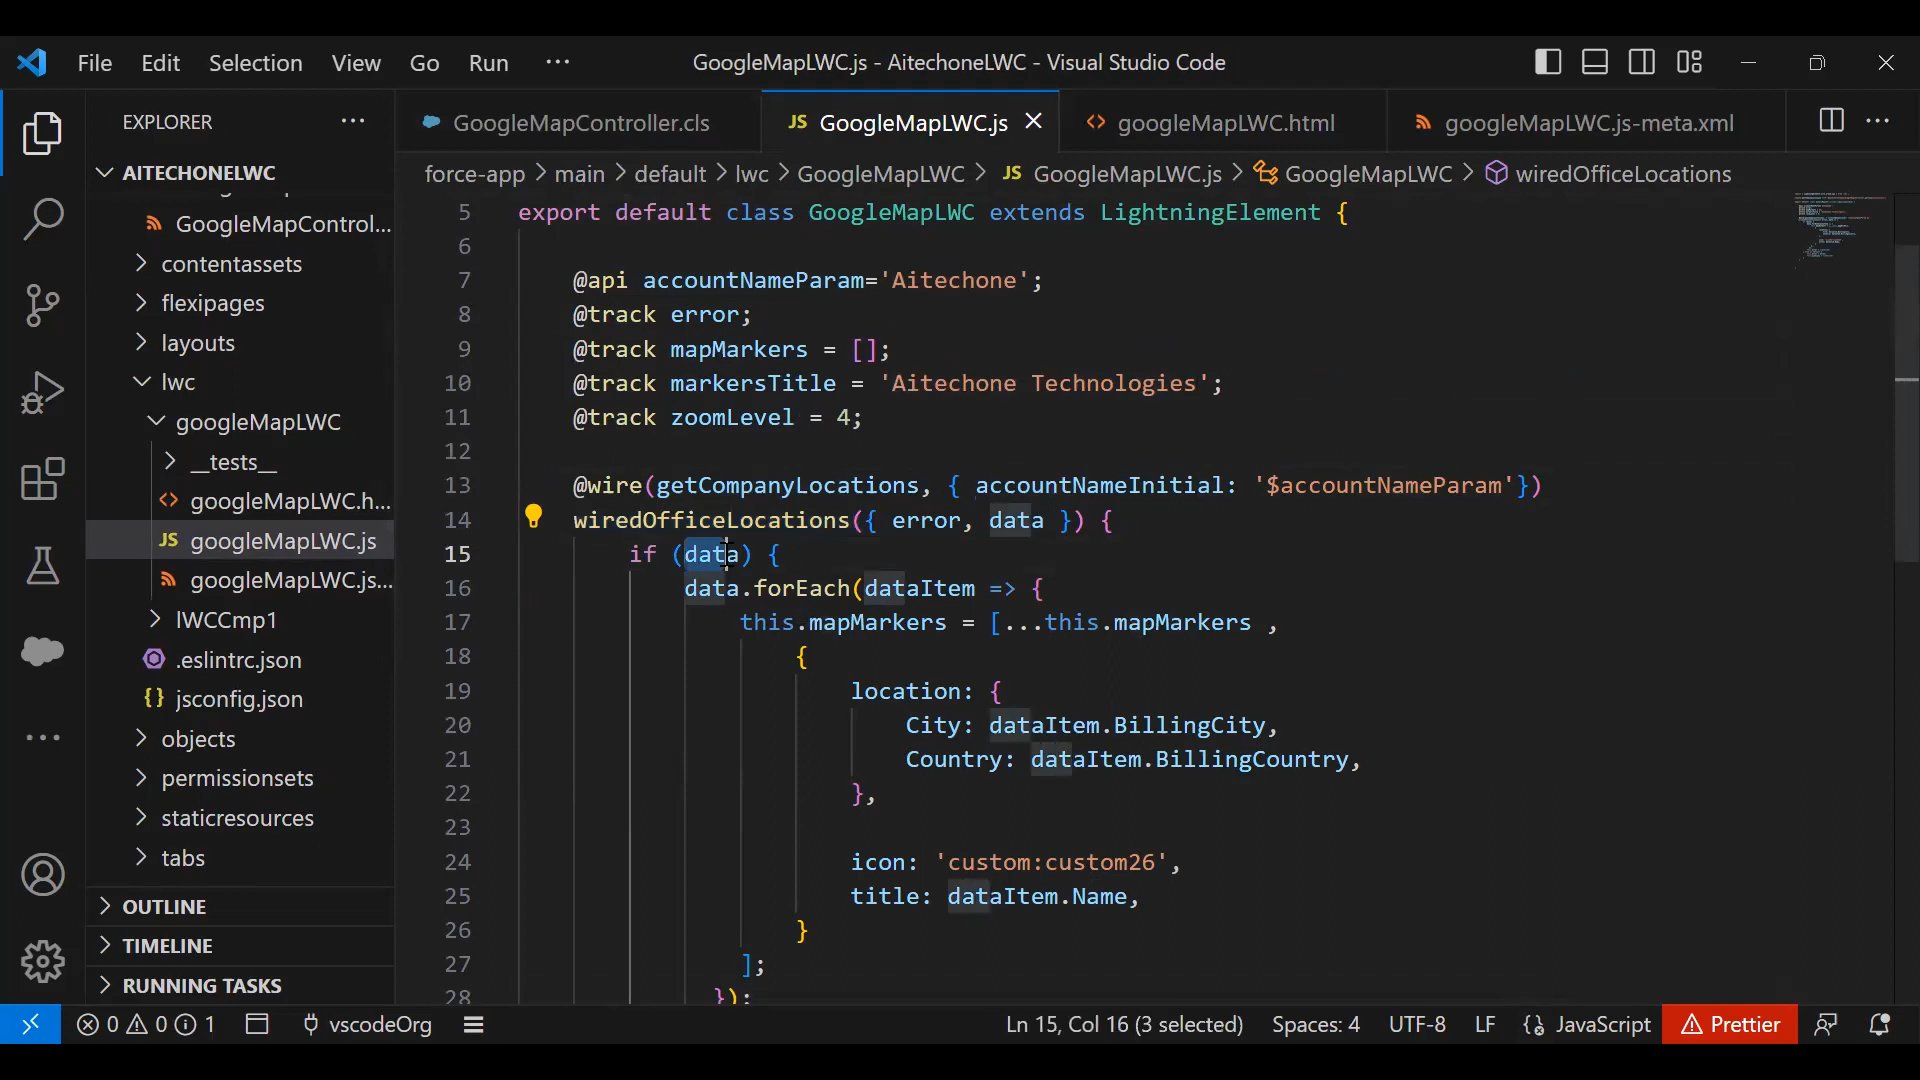 File Edit Selection View Go Run ···
GoogleMapLWC.js - AitechoneLWC - Visual Studio Code
EXPLORER
AITECHONELWC
GoogleMapControl...
contentassets
flexipages
layouts
lwc
googleMapLWC
__tests__
googleMapLWC.h...
googleMapLWC.js
googleMapLWC.js...
lWCCmp1
.eslintrc.json
jsconfig.json
objects
permissionsets
staticresources
tabs
OUTLINE
TIMELINE
RUNNING TASKS
GoogleMapController.cls
GoogleMapLWC.js
googleMapLWC.html
googleMapLWC.js-meta.xml
force-app > main > default > lwc > GoogleMapLWC > JS GoogleMapLWC.js > GoogleMapLWC > wiredOfficeLocations
5 export default class GoogleMapLWC extends LightningElement {
6
7 @api accountNameParam='Aitechone';
8 @track error;
9 @track mapMarkers = [];
10 @track markersTitle = 'Aitechone Technologies';
11 @track zoomLevel = 4;
12
13 @wire(getCompanyLocations, { accountNameInitial: '$accountNameParam'})
14 wiredOfficeLocations({ error, data }) {
15 if (data) {
16 data.forEach(dataItem => {
17 this.mapMarkers = [...this.mapMarkers ,
18 {
19 location: {
20 City: dataItem.BillingCity,
21 Country: dataItem.BillingCountry,
22 },
23
24 icon: 'custom:custom26',
25 title: dataItem.Name,
26 }
27 ];
28 });
0 0 1 vscodeOrg Ln 15, Col 16 (3 selected) Spaces: 4 UTF-8 LF JavaScript Prettier